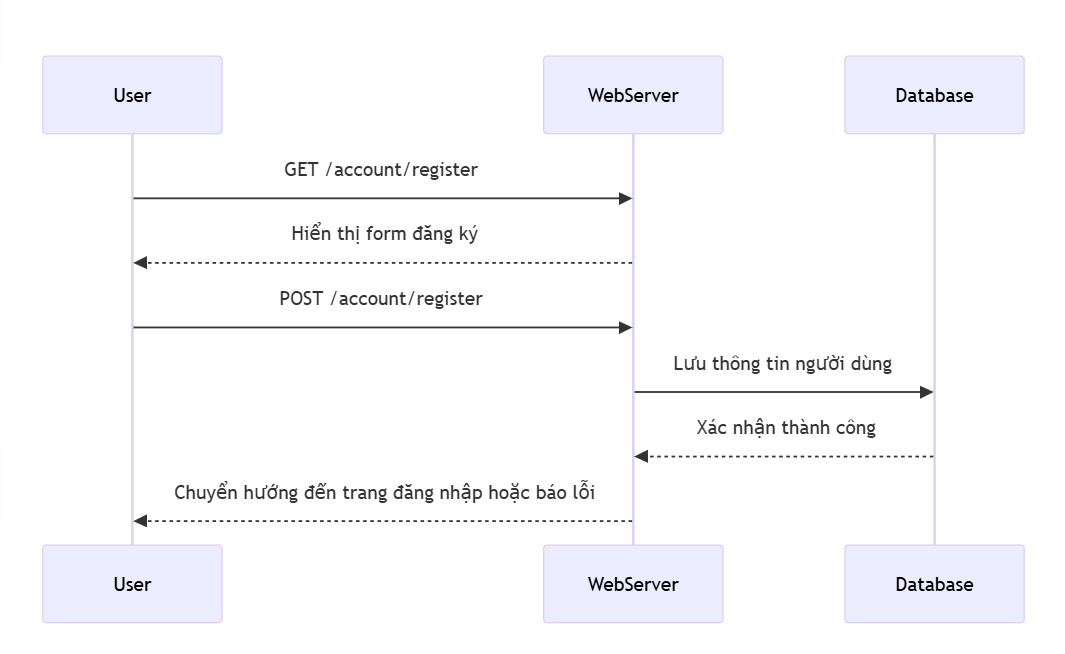 User
WebServer
Database
GET /account/register
Hiển thị form đăng ký
POST /account/register
Lưu thông tin người dùng
Xác nhận thành công
Chuyển hướng đến trang đăng nhập hoặc báo lỗi
User
WebServer
Database